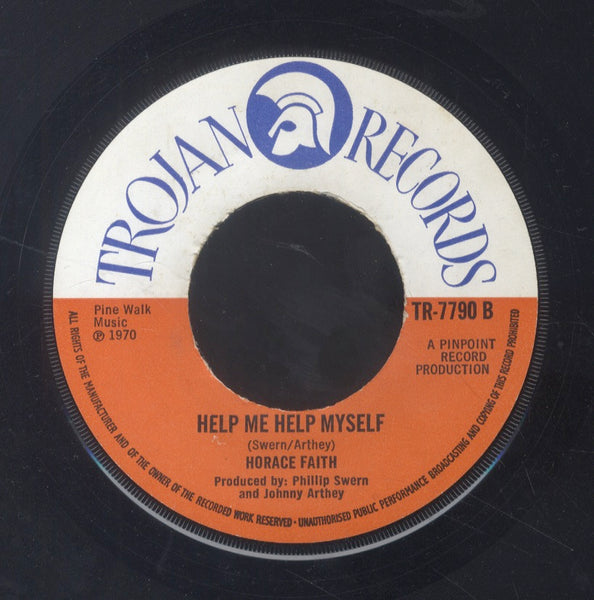 TROJAN RECORDS
Pine Walk
Music
℗ 1970
TR-7790 B
A PINPOINT
RECORD
PRODUCTION
HELP ME HELP MYSELF
(Swern/Arthey)
HORACE FAITH
Produced by: Phillip Swern
and Johnny Arthey
ALL RIGHTS OF THE MANUFACTURER AND OF THE OWNER OF THE RECORDED WORK RESERVED · UNAUTHORISED PUBLIC PERFORMANCE BROADCASTING AND COPYING OF THIS RECORD PROHIBITED